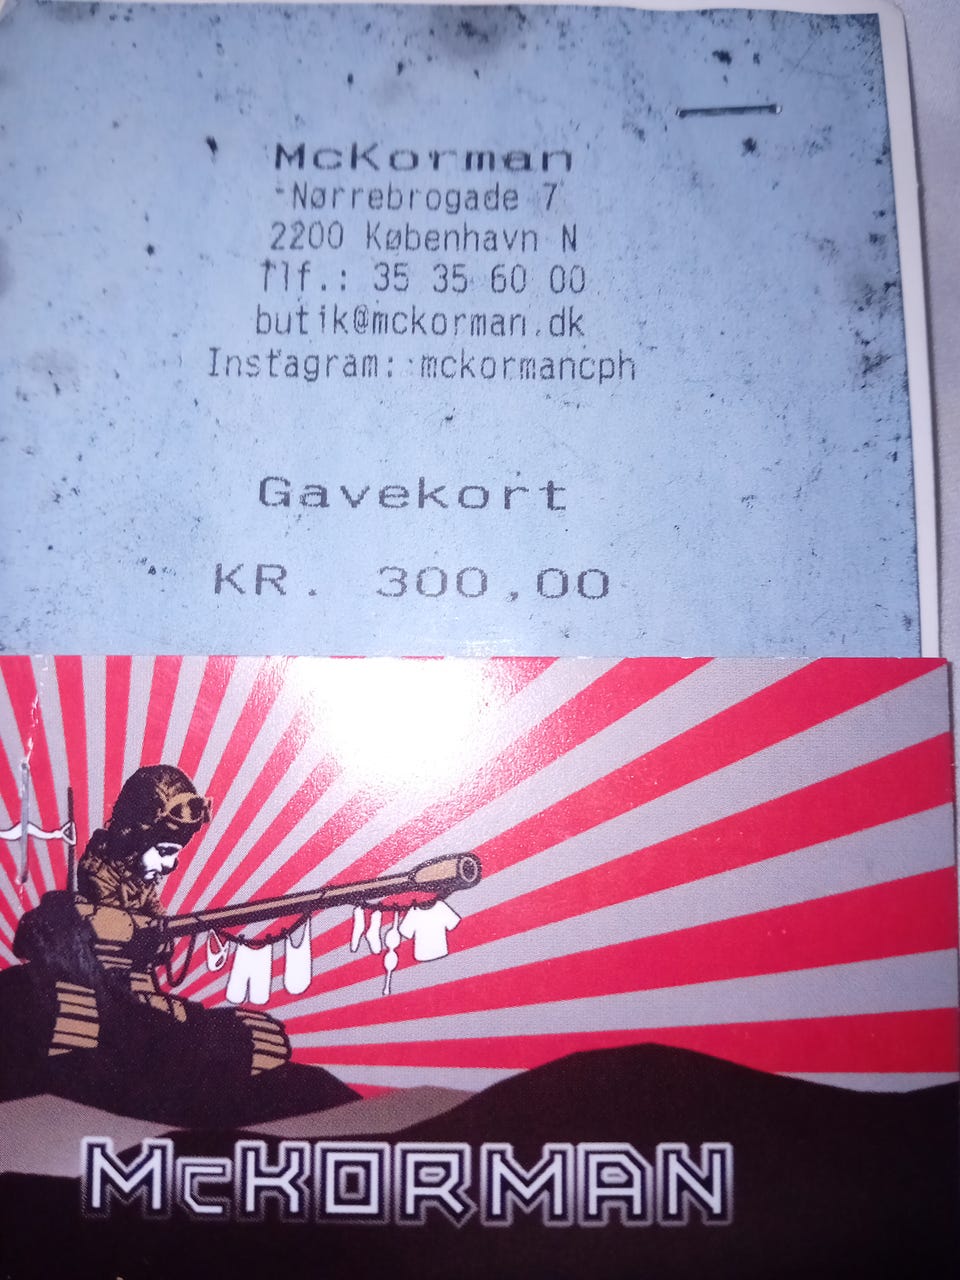 McKorman
Nørrebrogade 7
2200 København N
Tlf.: 35 35 60 00
butik@mckorman.dk
Instagram: mckormancph
Gavekort
KR. 300,00
McKORMAN